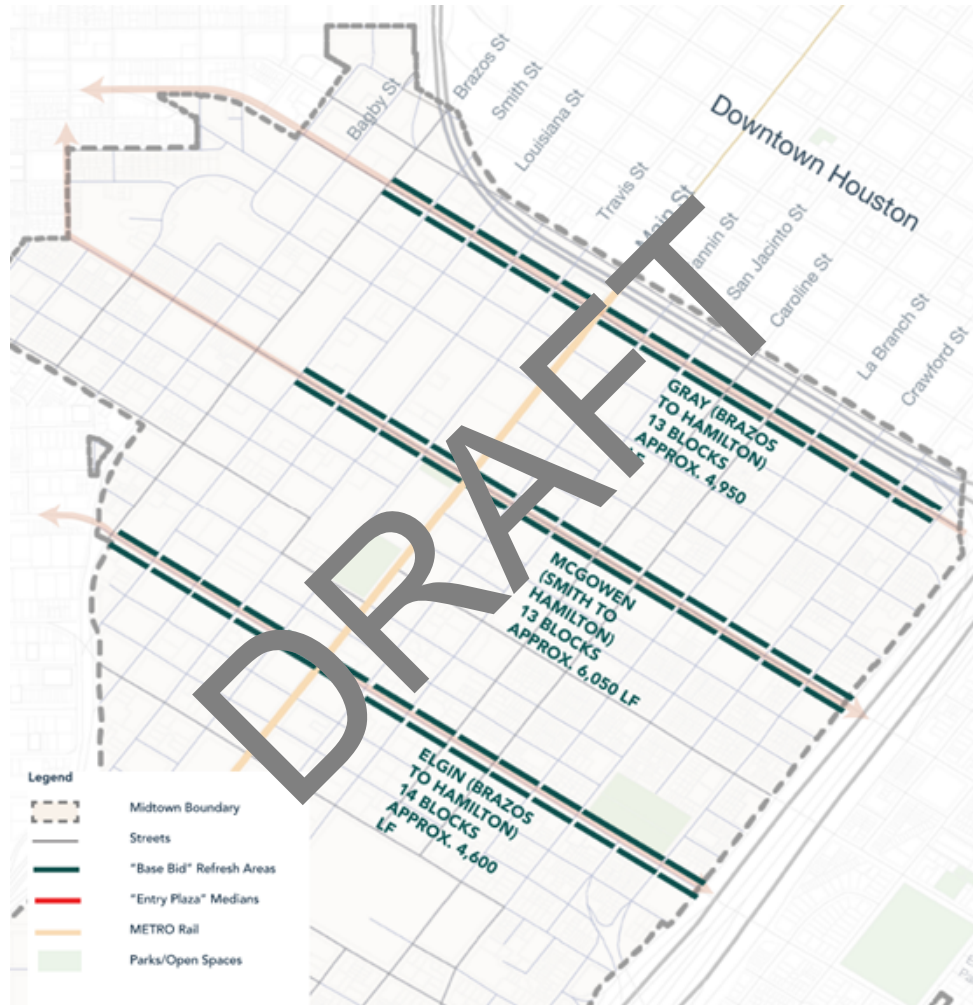 Bagby St
Brazos St
Smith St
Louisiana St
Travis St
Main St
annin St
San Jacinto St
Caroline St
La Branch St
Crawford St
Downtown Houston
DRAFT
GRAY (BRAZOS
TO HAMILTON)
13 BLOCKS
APPROX. 4,950
MCGOWEN
(SMITH TO
HAMILTON)
13 BLOCKS
APPROX. 6,050 LF
ELGIN (BRAZOS
TO HAMILTON)
14 BLOCKS
APPROX. 4,600
LF
Legend
Midtown Boundary
Streets
"Base Bid" Refresh Areas
"Entry Plaza" Medians
METRO Rail
Parks/Open Spaces